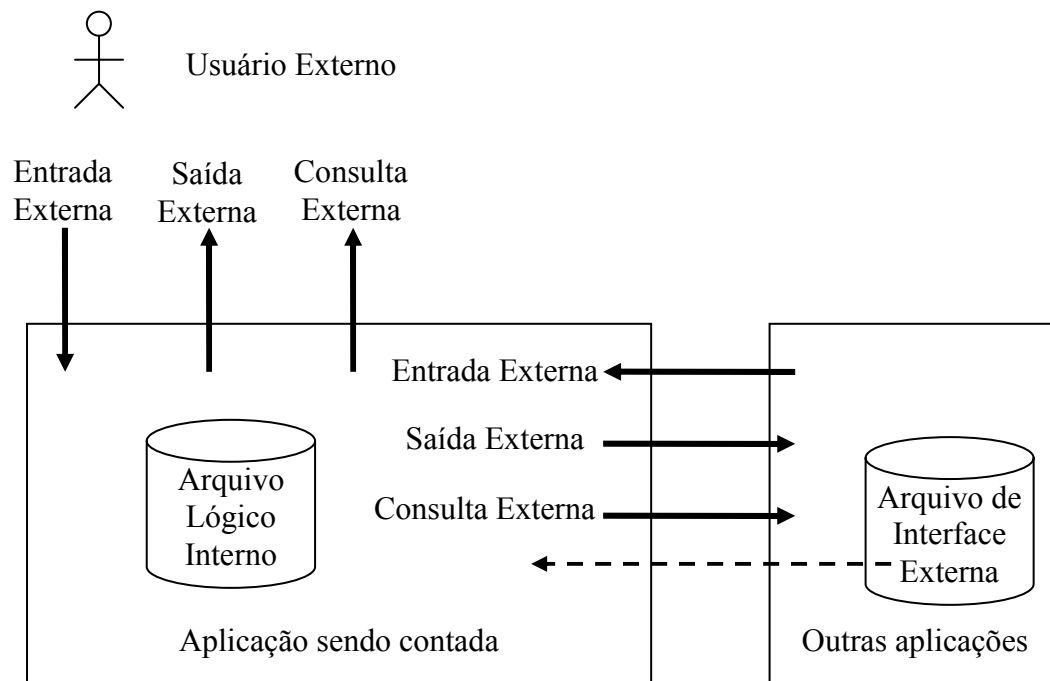 Usuário Externo
Entrada
Externa
Saída
Externa
Consulta
Externa
Entrada Externa
Saída Externa
Consulta Externa
Arquivo
Lógico
Interno
Arquivo de
Interface
Externa
Aplicação sendo contada
Outras aplicações